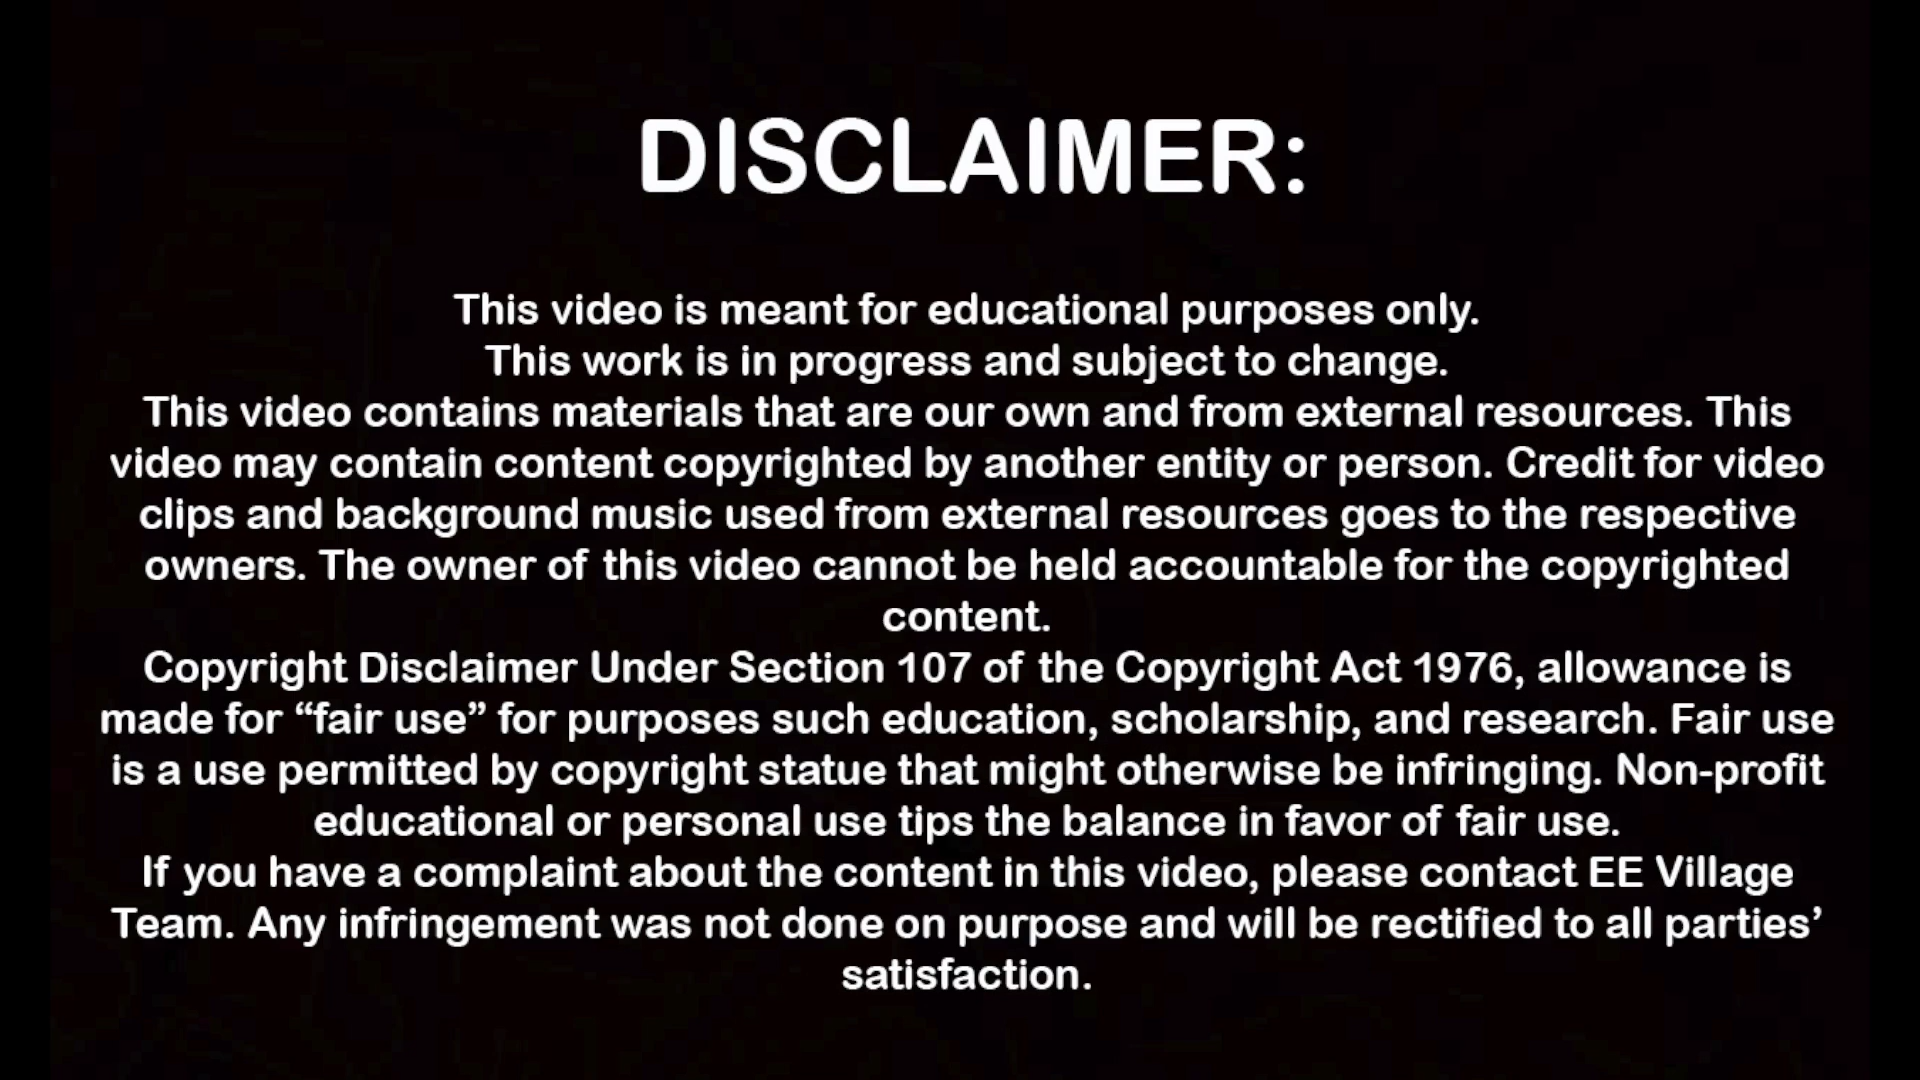 DISCLAIMER:
This video is meant for educational purposes only.
This work is in progress and subject to change.
This video contains materials that are our own and from external resources. This
video may contain content copyrighted by another entity or person. Credit for video
clips and background music used from external resources goes to the respective
owners. The owner of this video cannot be held accountable for the copyrighted
content.
Copyright Disclaimer Under Section 107 of the Copyright Act 1976, allowance is
made for “fair use” for purposes such education, scholarship, and research. Fair use
is a use permitted by copyright statue that might otherwise be infringing. Non-profit
educational or personal use tips the balance in favor of fair use.
If you have a complaint about the content in this video, please contact EE Village
Team. Any infringement was not done on purpose and will be rectified to all parties’
satisfaction.